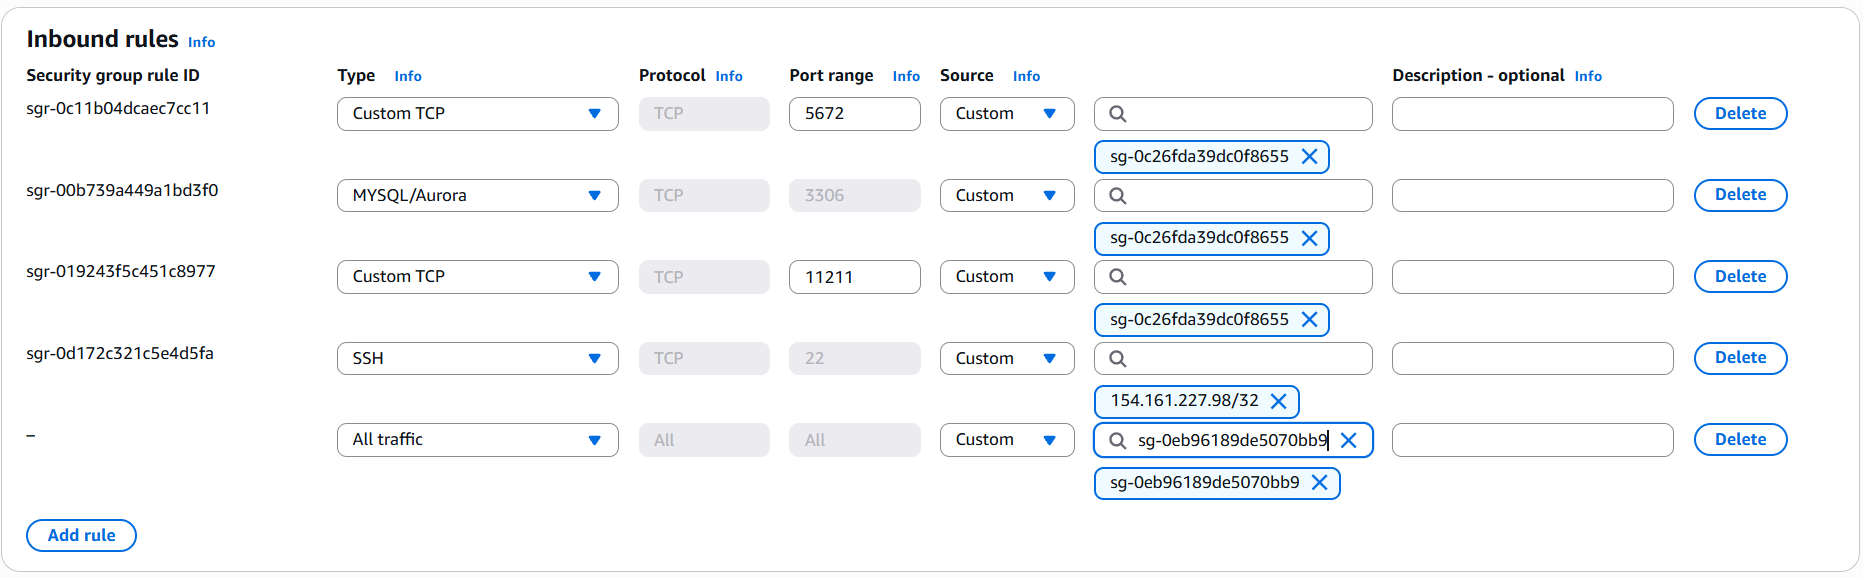 Inbound rules Info
Security group rule ID Type Info Protocol Info Port range Info Source Info Description - optional Info
sgr-0c11b04dcaec7cc11 Custom TCP TCP 5672 Custom Delete
sg-0c26fda39dc0f8655
sgr-00b739a449a1bd3f0 MYSQL/Aurora TCP 3306 Custom Delete
sg-0c26fda39dc0f8655
sgr-019243f5c451c8977 Custom TCP TCP 11211 Custom Delete
sg-0c26fda39dc0f8655
sgr-0d172c321c5e4d5fa SSH TCP 22 Custom Delete
154.161.227.98/32
– All traffic All All Custom sg-0eb96189de5070bb9 Delete
sg-0eb96189de5070bb9
Add rule